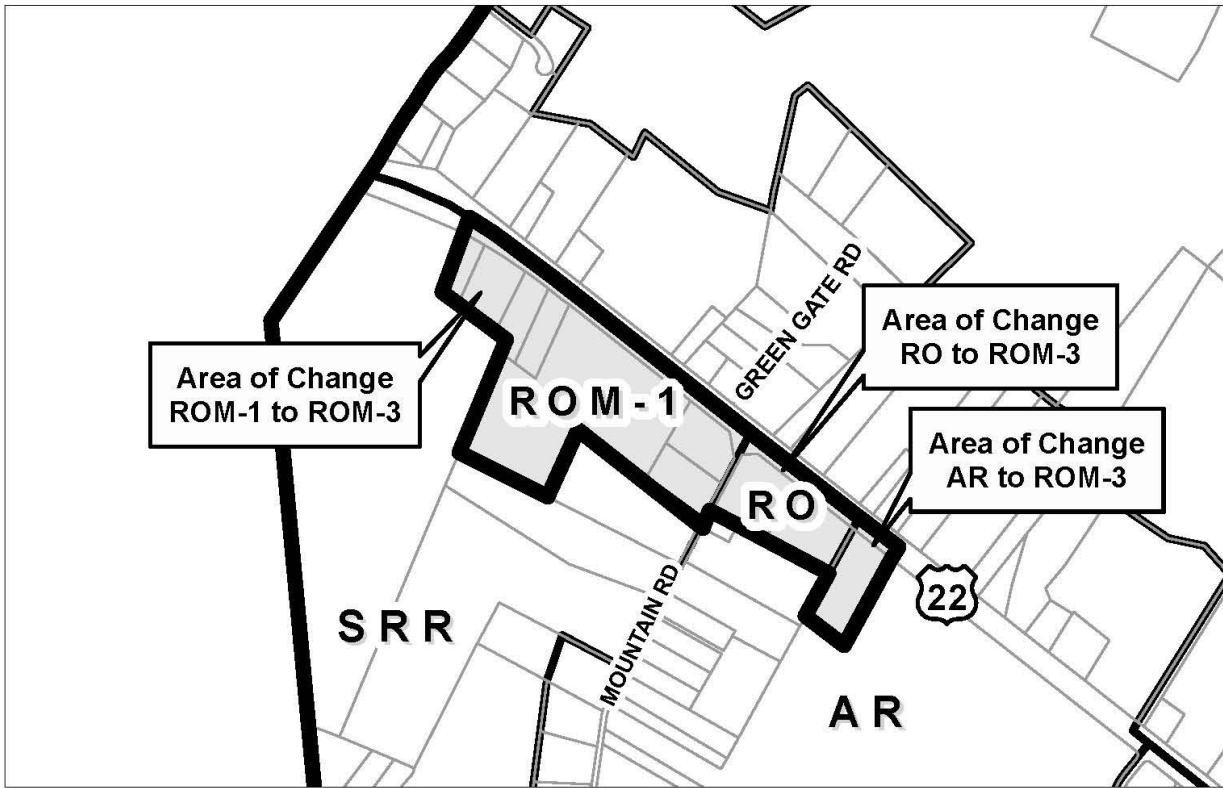 GREEN GATE RD
Area of Change
RO to ROM-3
Area of Change
ROM-1 to ROM-3
ROM-1
Area of Change
AR to ROM-3
RO
22
MOUNTAIN RD
SRR
AR